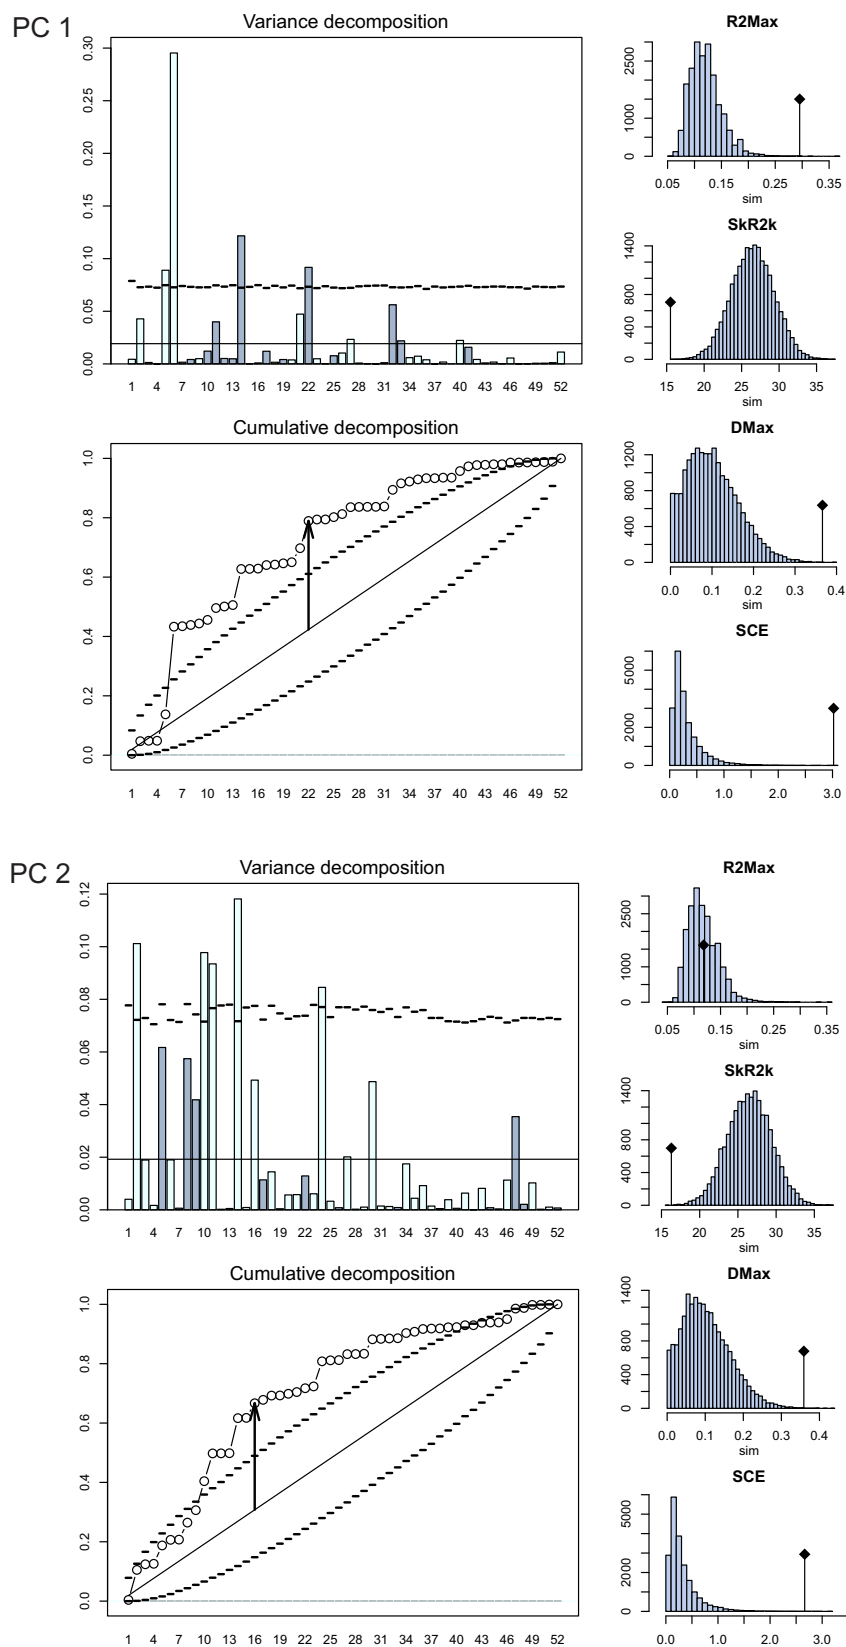 PC 1
Variance decomposition
0.00 0.05 0.10 0.15 0.20 0.25 0.30
1 4 7 10 13 16 19 22 25 28 31 34 37 40 43 46 49 52
R2Max
0 1000 2500
0.05 0.15 0.25 0.35
sim
SkR2k
0 400 800 1400
15 20 25 30 35
sim
Cumulative decomposition
0.0 0.2 0.4 0.6 0.8 1.0
1 4 7 10 13 16 19 22 25 28 31 34 37 40 43 46 49 52
DMax
0 400 800 1200
0.0 0.1 0.2 0.3 0.4
sim
SCE
0 2000 5000
0.0 1.0 2.0 3.0
PC 2
Variance decomposition
0.00 0.02 0.04 0.06 0.08 0.10 0.12
1 4 7 10 13 16 19 22 25 28 31 34 37 40 43 46 49 52
R2Max
0 1000 2500
0.05 0.15 0.25 0.35
sim
SkR2k
0 400 800 1400
15 20 25 30 35
sim
Cumulative decomposition
0.0 0.2 0.4 0.6 0.8 1.0
1 4 7 10 13 16 19 22 25 28 31 34 37 40 43 46 49 52
DMax
0 400 800 1400
0.0 0.1 0.2 0.3 0.4
sim
SCE
0 2000 5000
0.0 1.0 2.0 3.0